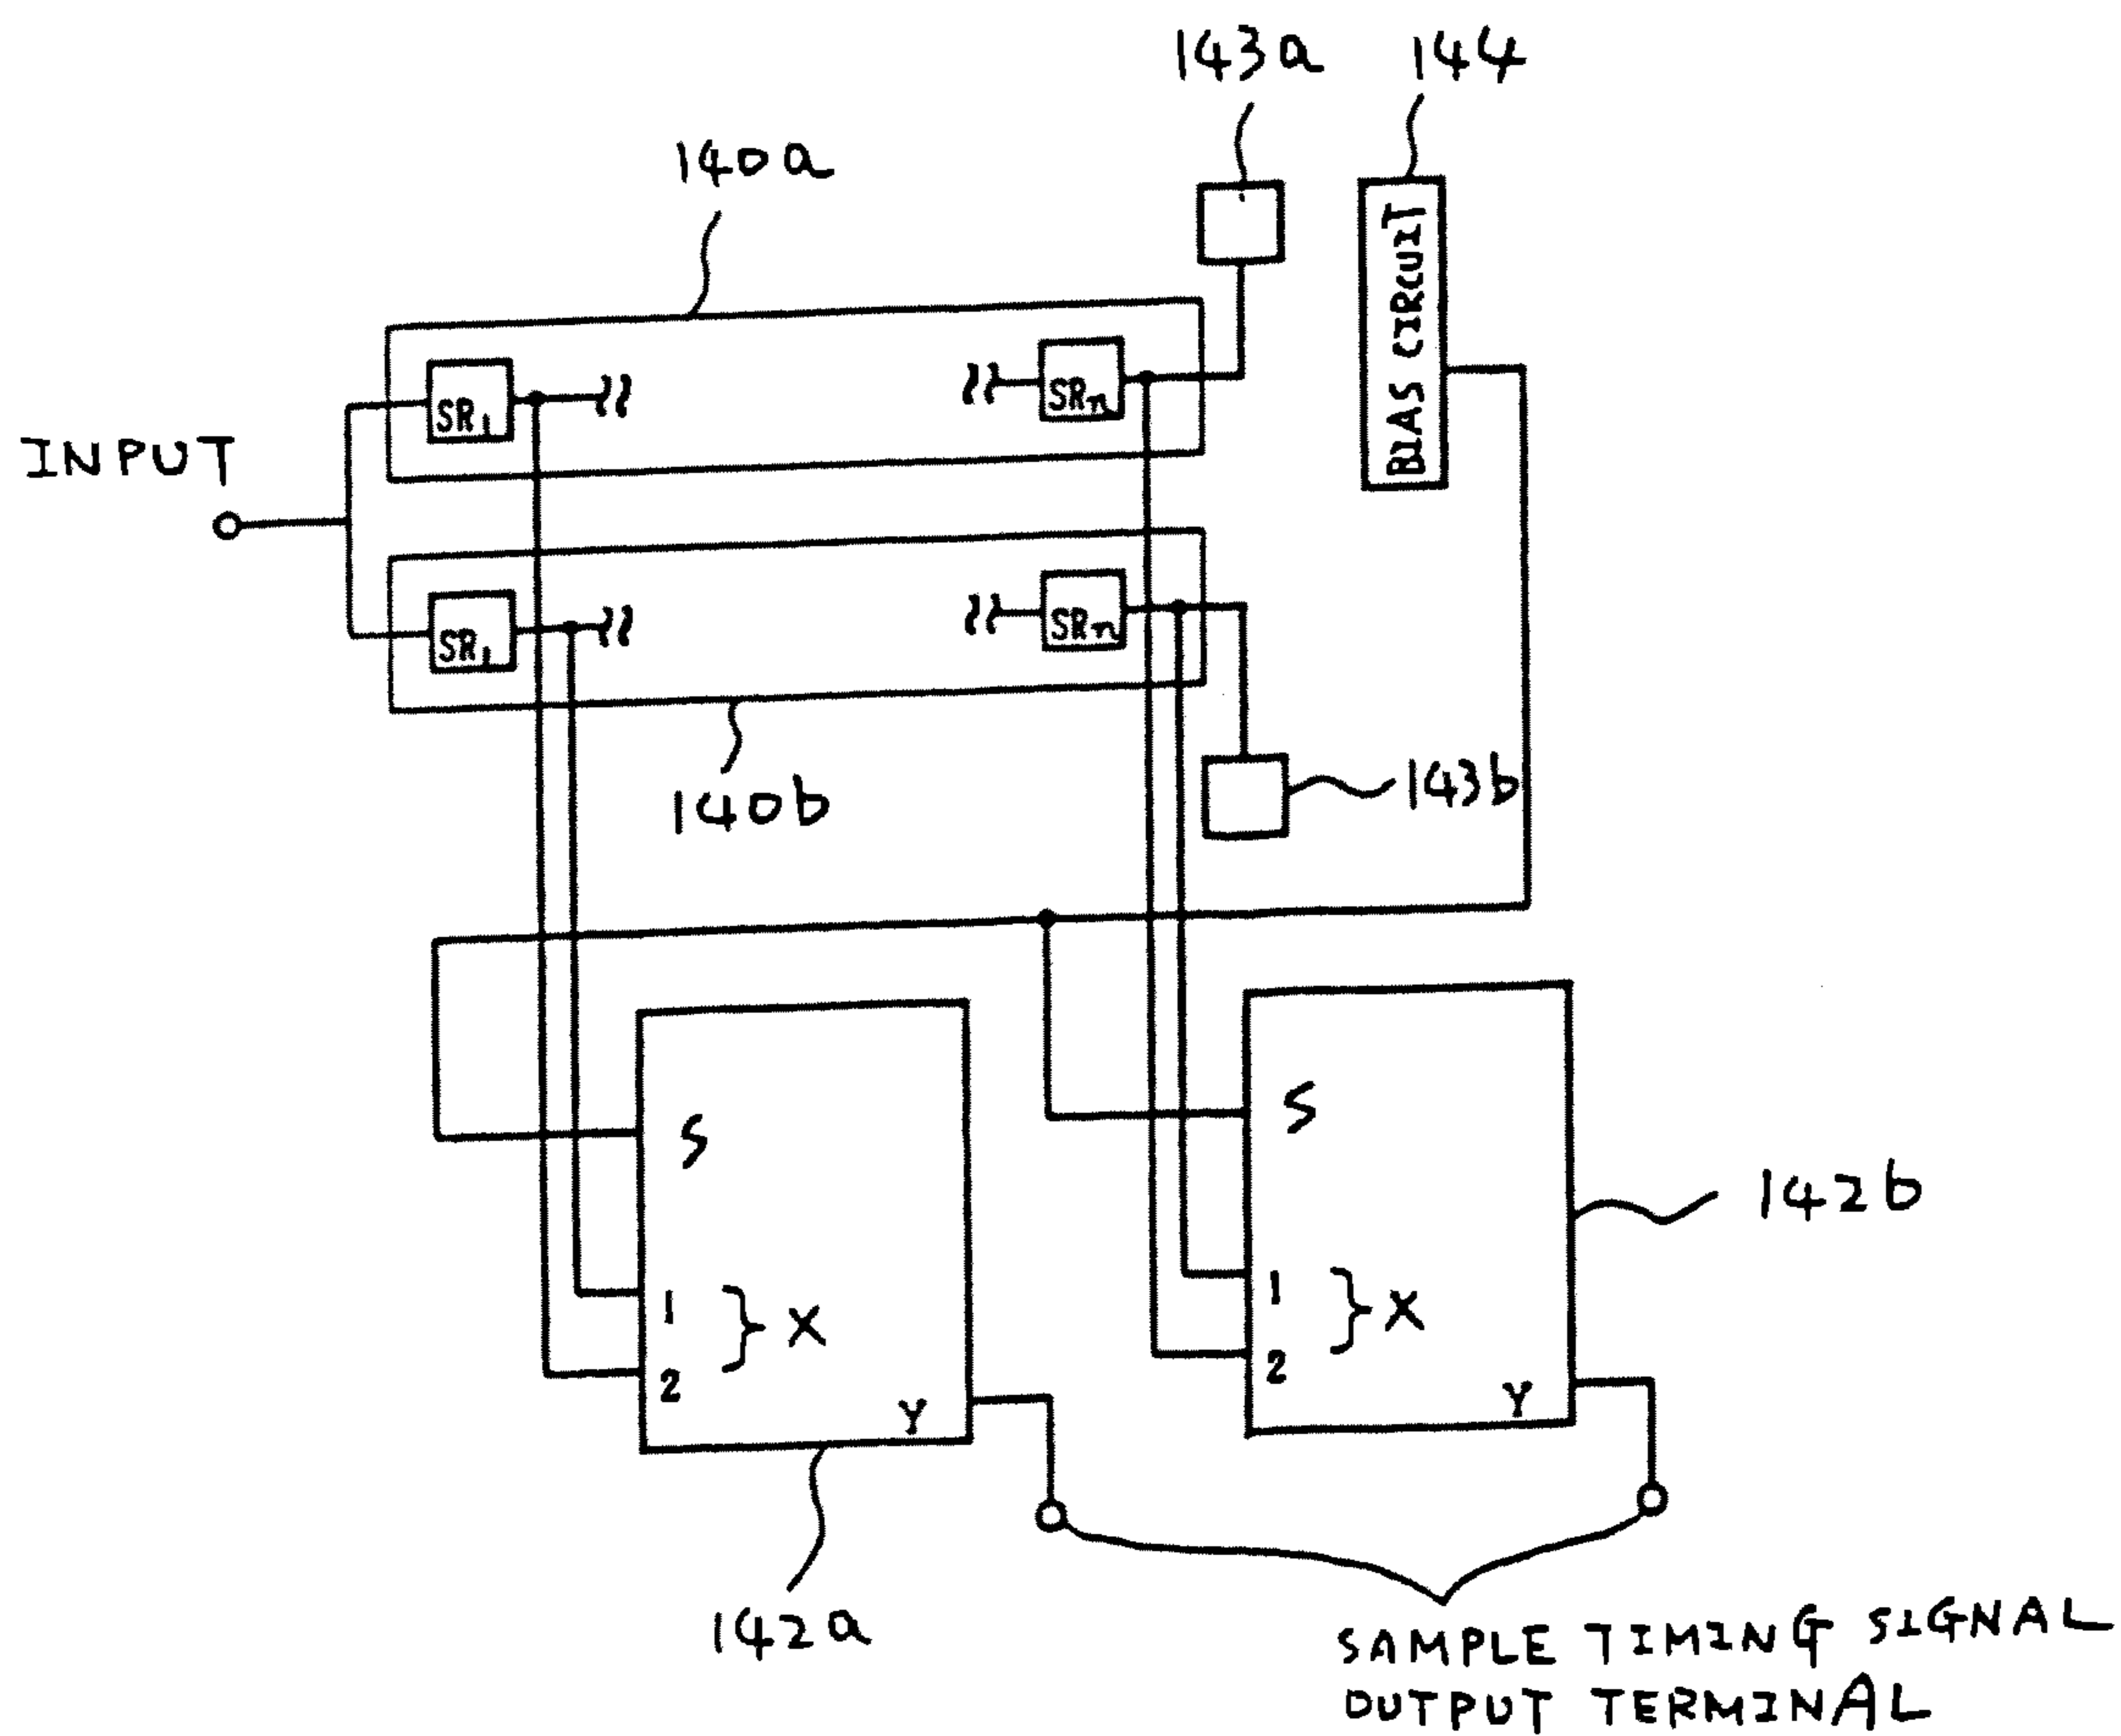 143a
144
140a
BIAS CIRCUIT
SR1
SRn
INPUT
SR1
SRn
140b
143b
S
S
142b
1
} X
2
Y
1
} X
2
Y
142a
SAMPLE TIMING SIGNAL
OUTPUT TERMINAL